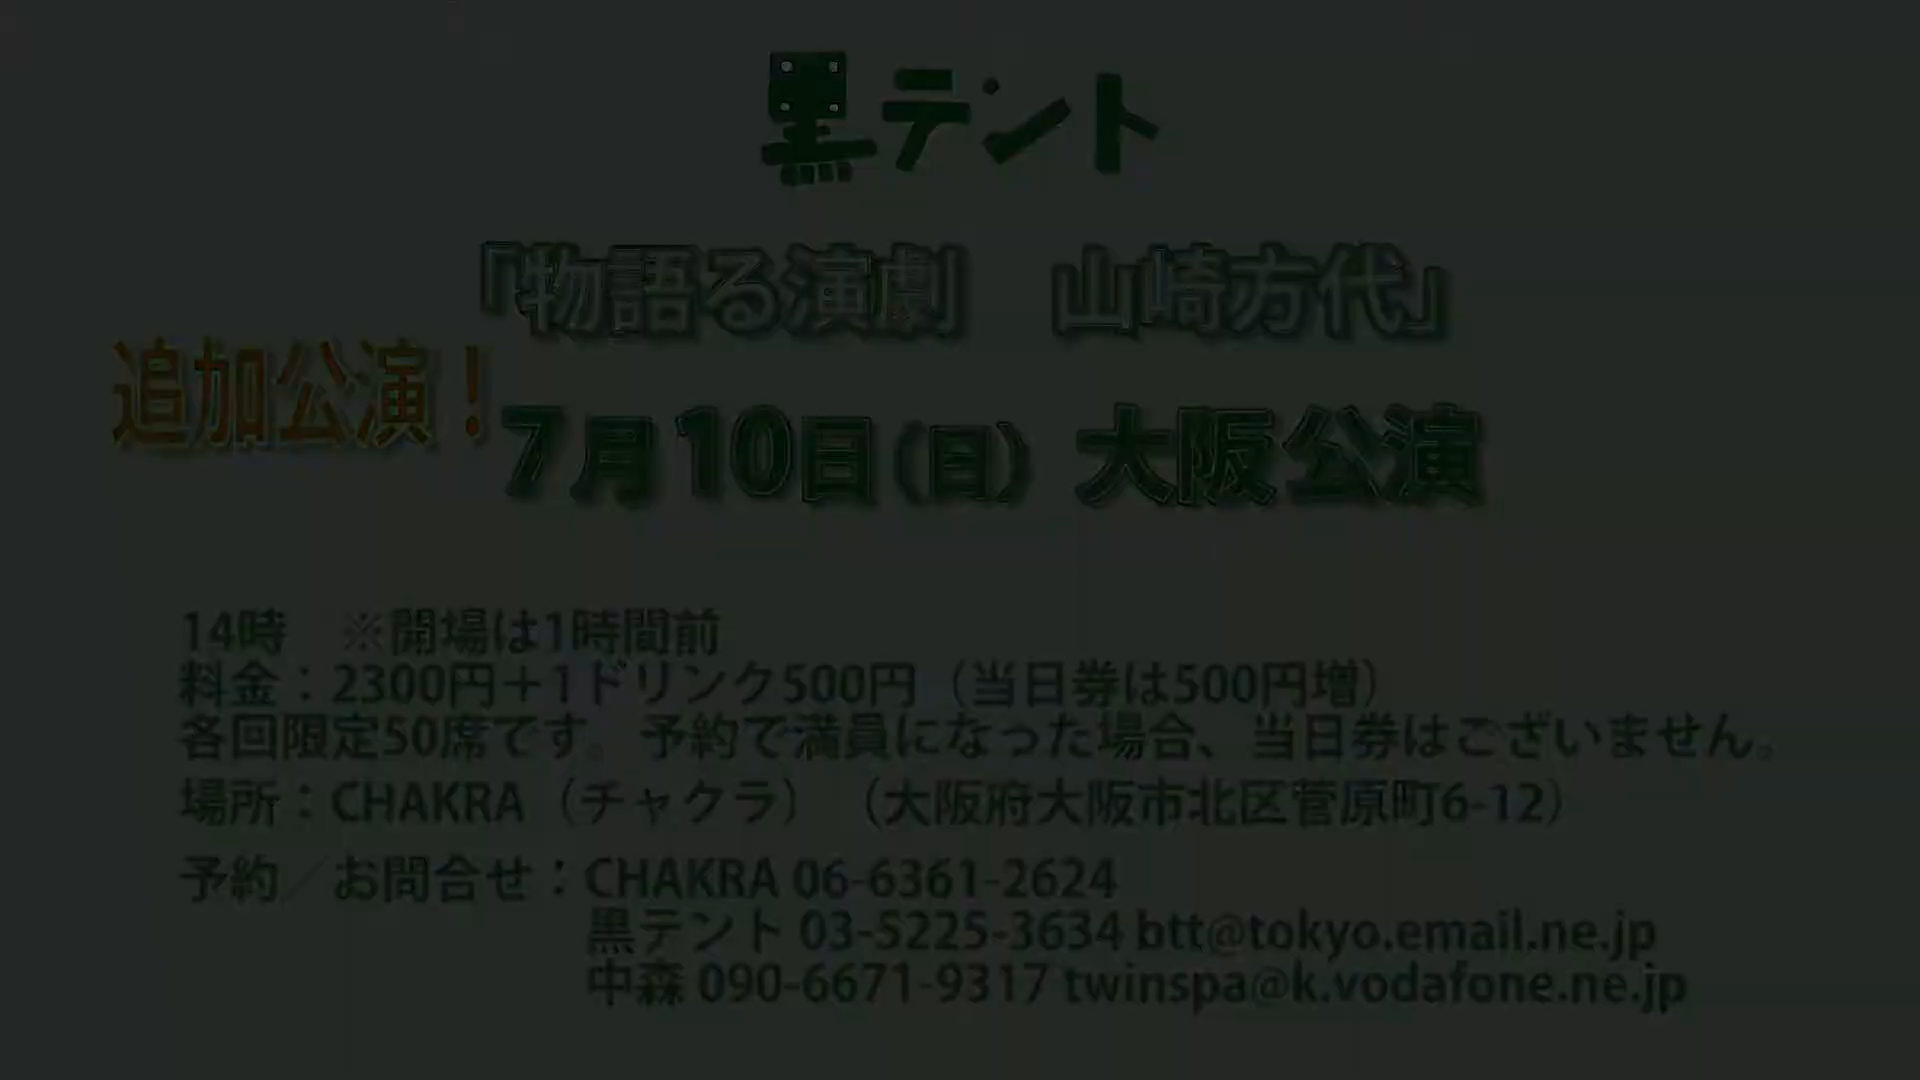 黒テント
「物語る演劇　山崎方代」
追加公演！
7月10日（日） 大阪公演
14時　※開場は1時間前
料金：2300円＋1ドリンク500円（当日券は500円増）
各回限定50席です。予約で満員になった場合、当日券はございません。
場所：CHAKRA（チャクラ）（大阪府大阪市北区菅原町6-12）
予約／お問合せ：CHAKRA 06-6361-2624
黒テント 03-5225-3634 btt@tokyo.email.ne.jp
中森 090-6671-9317 twinspa@k.vodafone.ne.jp